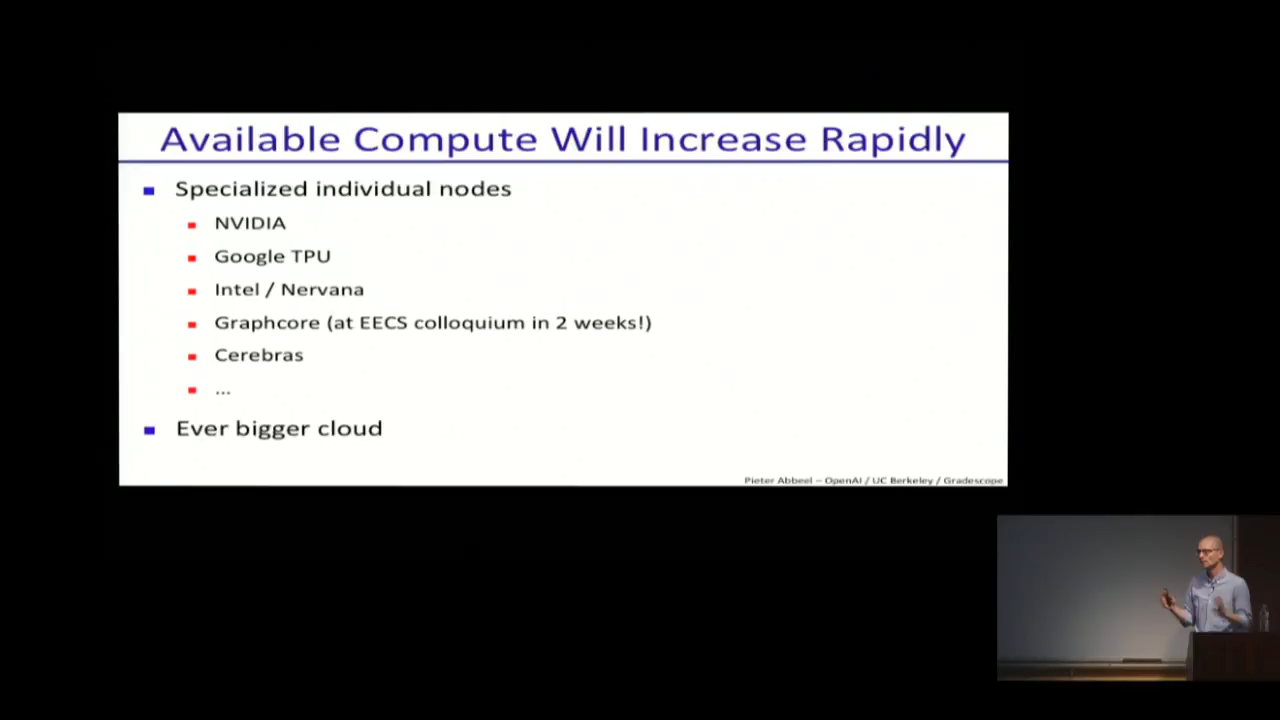 Available Compute Will Increase Rapidly
Specialized individual nodes
NVIDIA
Google TPU
Intel / Nervana
Graphcore (at EECS colloquium in 2 weeks!)
Cerebras
...
Ever bigger cloud
Pieter Abbeel – OpenAI / UC Berkeley / Gradescope